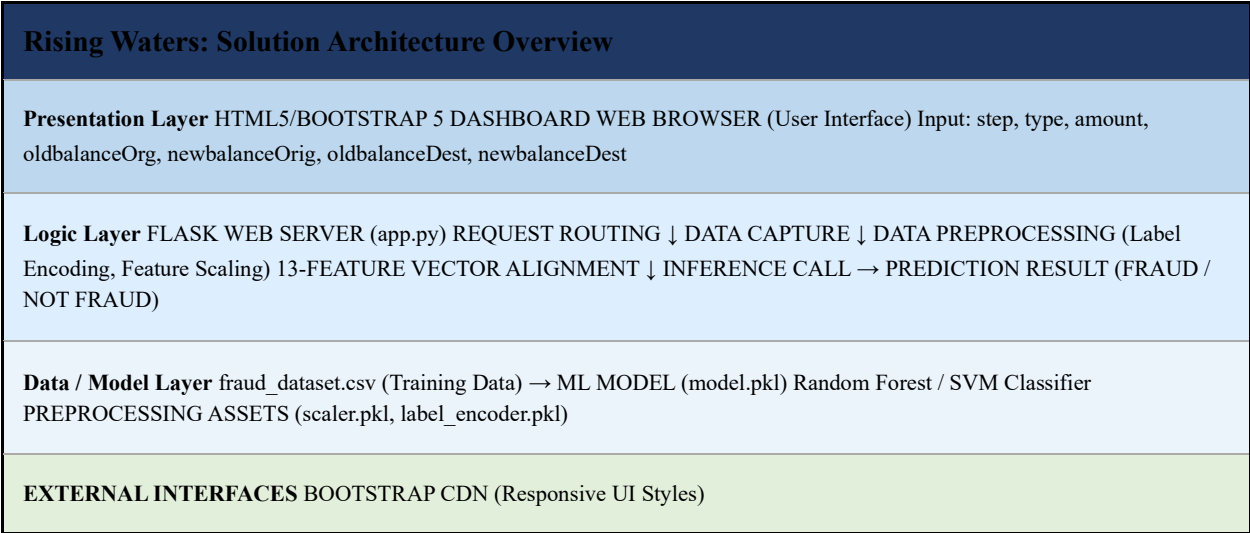 Rising Waters: Solution Architecture Overview
Presentation Layer HTML5/BOOTSTRAP 5 DASHBOARD WEB BROWSER (User Interface) Input: step, type, amount,
oldbalanceOrg, newbalanceOrig, oldbalanceDest, newbalanceDest
Logic Layer FLASK WEB SERVER (app.py) REQUEST ROUTING ↓ DATA CAPTURE ↓ DATA PREPROCESSING (Label
Encoding, Feature Scaling) 13-FEATURE VECTOR ALIGNMENT ↓ INFERENCE CALL → PREDICTION RESULT (FRAUD /
NOT FRAUD)
Data / Model Layer fraud_dataset.csv (Training Data) → ML MODEL (model.pkl) Random Forest / SVM Classifier
PREPROCESSING ASSETS (scaler.pkl, label_encoder.pkl)
EXTERNAL INTERFACES BOOTSTRAP CDN (Responsive UI Styles)